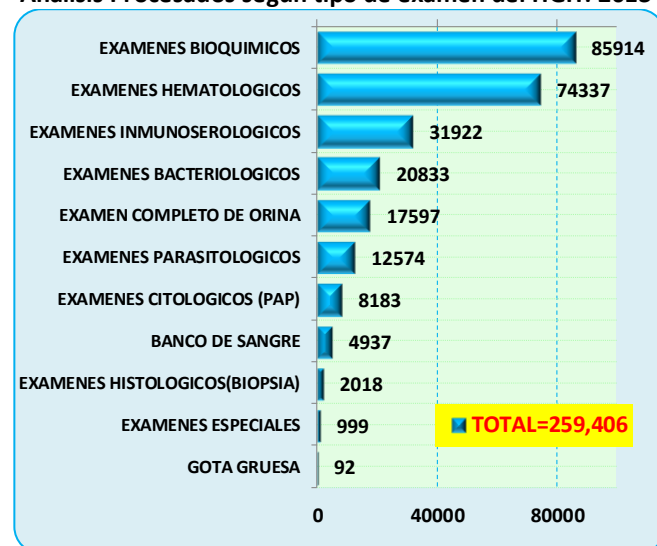 EXAMENES BIOQUIMICOS 85914
EXAMENES HEMATOLOGICOS 74337
EXAMENES INMUNOSEROLOGICOS 31922
EXAMENES BACTERIOLOGICOS 20833
EXAMEN COMPLETO DE ORINA 17597
EXAMENES PARASITOLOGICOS 12574
EXAMENES CITOLOGICOS (PAP) 8183
BANCO DE SANGRE 4937
EXAMENES HISTOLOGICOS(BIOPSIA) 2018
EXAMENES ESPECIALES 999
TOTAL=259,406
GOTA GRUESA 92
0 40000 80000